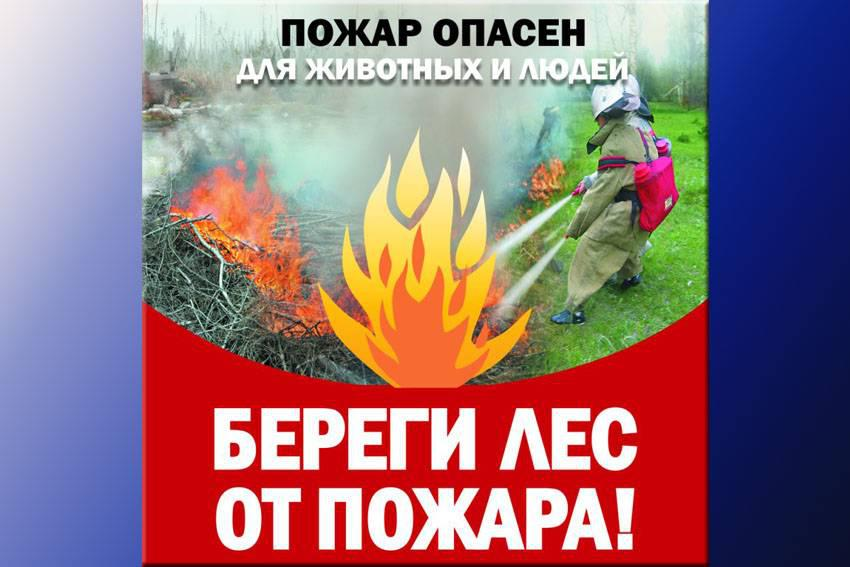 ПОЖАР ОПАСЕН
ДЛЯ ЖИВОТНЫХ И ЛЮДЕЙ
БЕРЕГИ ЛЕС
ОТ ПОЖАРА!